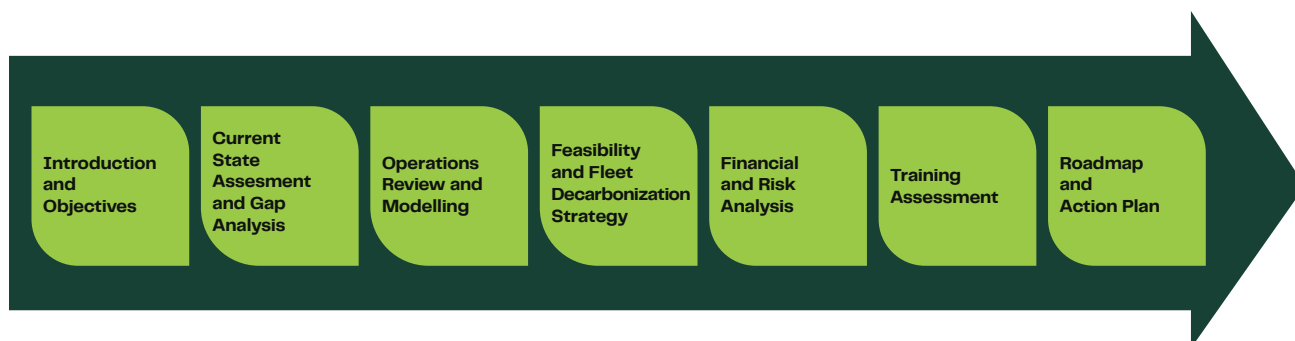 Introduction
and
Objectives
Current
State
Assesment
and Gap
Analysis
Operations
Review and
Modelling
Feasibility
and Fleet
Decarbonization
Strategy
Financial
and Risk
Analysis
Training
Assessment
Roadmap
and
Action Plan